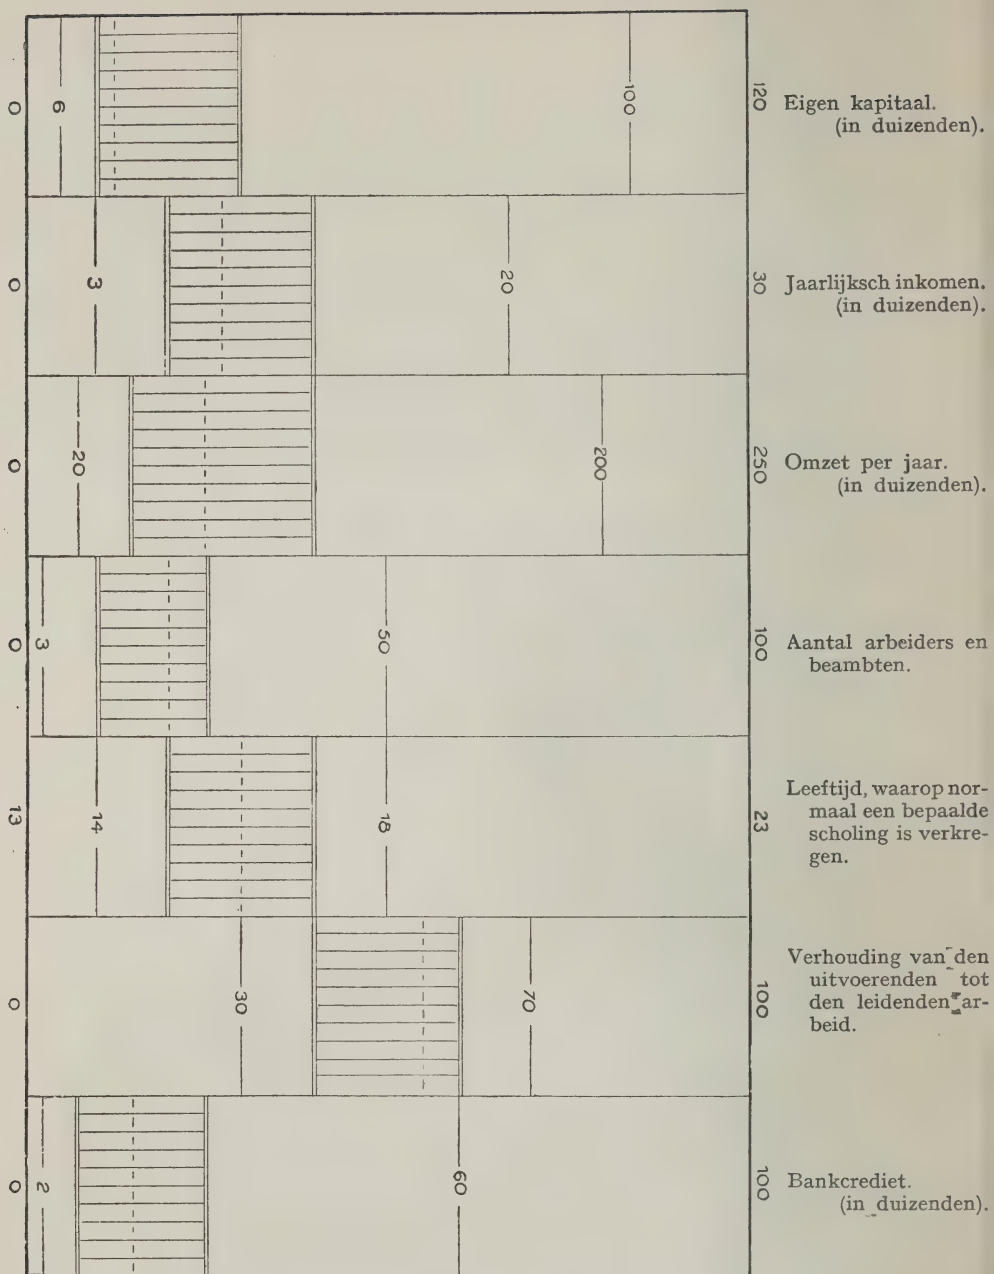 6
100
0
120
Eigen kapitaal.
(in duizenden).
3
20
0
30
Jaarlijksch inkomen.
(in duizenden).
20
200
0
250
Omzet per jaar.
(in duizenden).
3
50
0
100
Aantal arbeiders en
beambten.
14
18
13
23
Leeftijd, waarop nor-
maal een bepaalde
scholing is verkre-
gen.
30
70
0
100
Verhouding van den
uitvoerenden tot
den leidenden ar-
beid.
2
60
0
100
Bankcrediet.
(in duizenden).